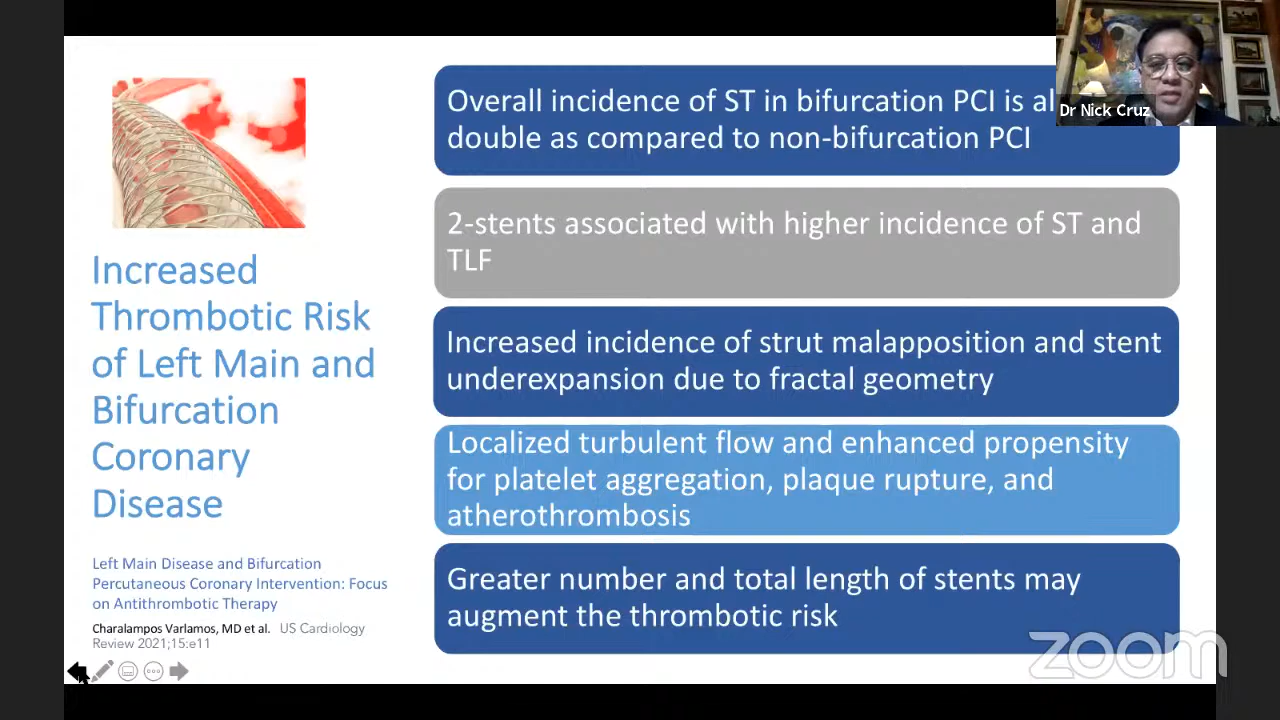 Increased
Thrombotic Risk
of Left Main and
Bifurcation
Coronary
Disease
Left Main Disease and Bifurcation
Percutaneous Coronary Intervention: Focus
on Antithrombotic Therapy
Charalampos Varlamos, MD et al. US Cardiology
Review 2021;15:e11
Overall incidence of ST in bifurcation PCI is
double as compared to non-bifurcation PCI
2-stents associated with higher incidence of ST and
TLF
Increased incidence of strut malapposition and stent
underexpansion due to fractal geometry
Localized turbulent flow and enhanced propensity
for platelet aggregation, plaque rupture, and
atherothrombosis
Greater number and total length of stents may
augment the thrombotic risk
Dr Nick Cruz
zoom